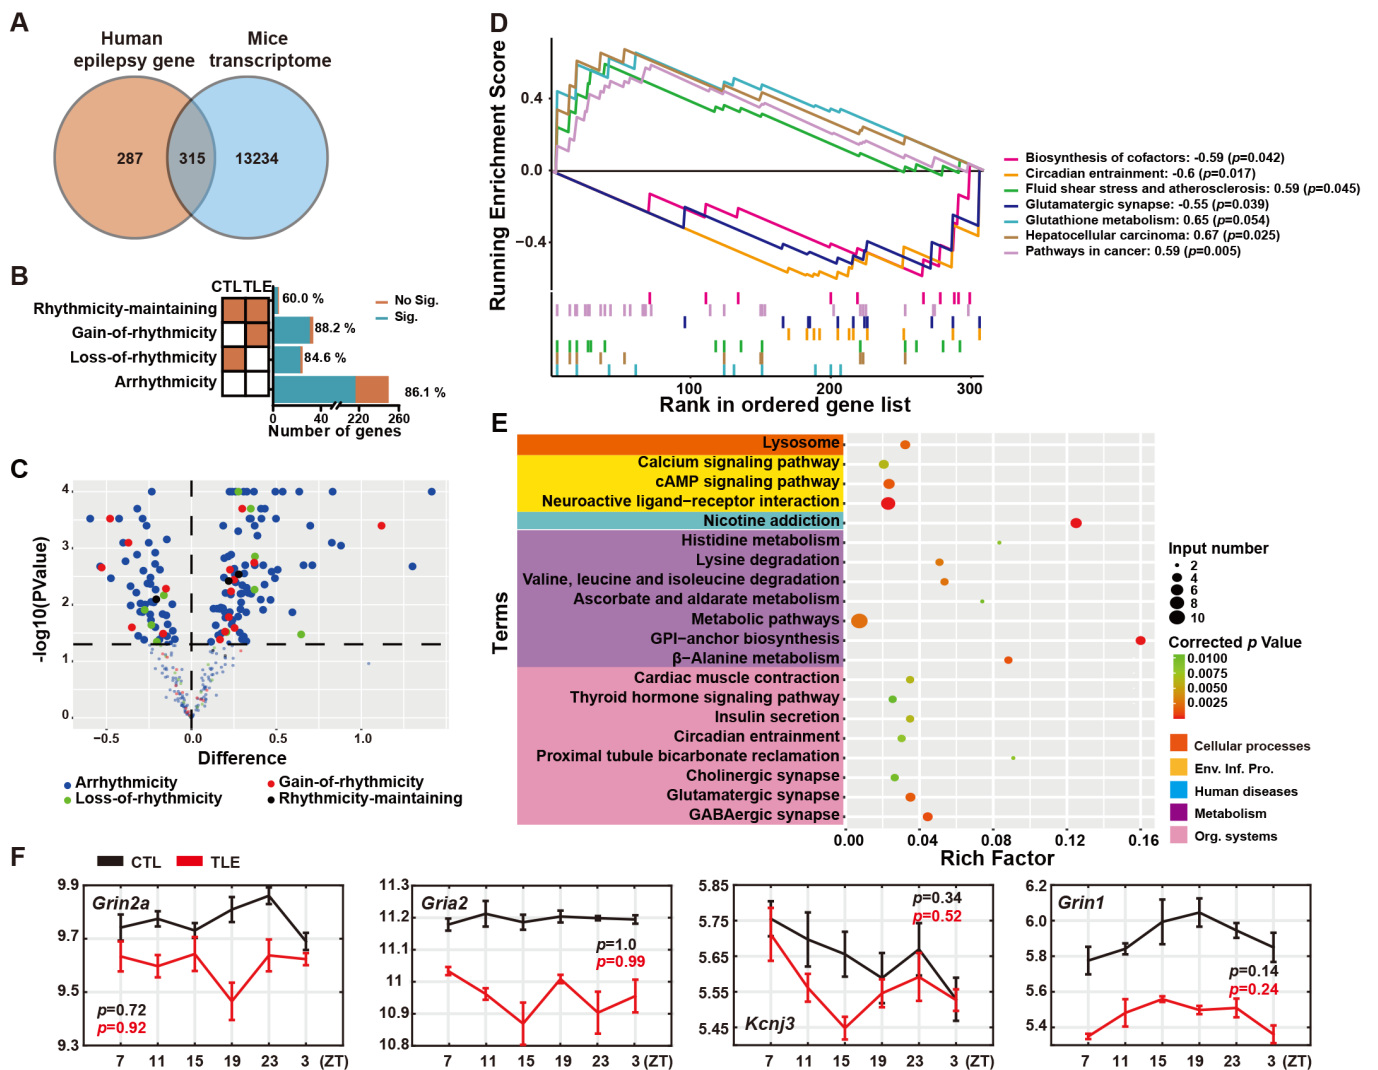 A
Human
epilepsy gene
Mice
transcriptome
287
315
13234
B
CTL TLE
Rhythmicity-maintaining
Gain-of-rhythmicity
Loss-of-rhythmicity
Arrhythmicity
60.0 %
88.2 %
84.6 %
86.1 %
No Sig.
Sig.
0 40 220 260
Number of genes
C
-log10(PValue)
4
3
2
1
0
−0.5 0.0 0.5 1.0
Difference
Arrhythmicity
Gain-of-rhythmicity
Loss-of-rhythmicity
Rhythmicity-maintaining
D
Running Enrichment Score
0.4
0.0
−0.4
100 200 300
Rank in ordered gene list
Biosynthesis of cofactors: -0.59 (p=0.042)
Circadian entrainment: -0.6 (p=0.017)
Fluid shear stress and atherosclerosis: 0.59 (p=0.045)
Glutamatergic synapse: -0.55 (p=0.039)
Glutathione metabolism: 0.65 (p=0.054)
Hepatocellular carcinoma: 0.67 (p=0.025)
Pathways in cancer: 0.59 (p=0.005)
E
Terms
Lysosome
Calcium signaling pathway
cAMP signaling pathway
Neuroactive ligand−receptor interaction
Nicotine addiction
Histidine metabolism
Lysine degradation
Valine, leucine and isoleucine degradation
Ascorbate and aldarate metabolism
Metabolic pathways
GPI−anchor biosynthesis
β−Alanine metabolism
Cardiac muscle contraction
Thyroid hormone signaling pathway
Insulin secretion
Circadian entrainment
Proximal tubule bicarbonate reclamation
Cholinergic synapse
Glutamatergic synapse
GABAergic synapse
0.00 0.04 0.08 0.12 0.16
Rich Factor
Input number
2
4
6
8
10
Corrected p Value
0.0100
0.0075
0.0050
0.0025
Cellular processes
Env. Inf. Pro.
Human diseases
Metabolism
Org. systems
F
CTL
TLE
9.9
9.7
9.5
9.3
Grin2a
p=0.72
p=0.92
7 11 15 19 23 3 (ZT)
11.3
11.2
11.1
11
10.9
10.8
Gria2
p=1.0
p=0.99
7 11 15 19 23 3 (ZT)
5.85
5.75
5.65
5.55
5.45
p=0.34
p=0.52
Kcnj3
7 11 15 19 23 3 (ZT)
6.2
6.0
5.8
5.6
5.4
Grin1
p=0.14
p=0.24
7 11 15 19 23 3 (ZT)